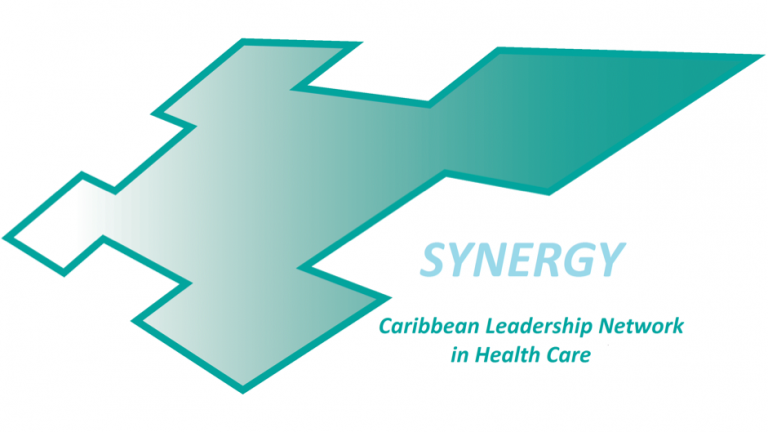 SYNERGY
Caribbean Leadership Network
in Health Care